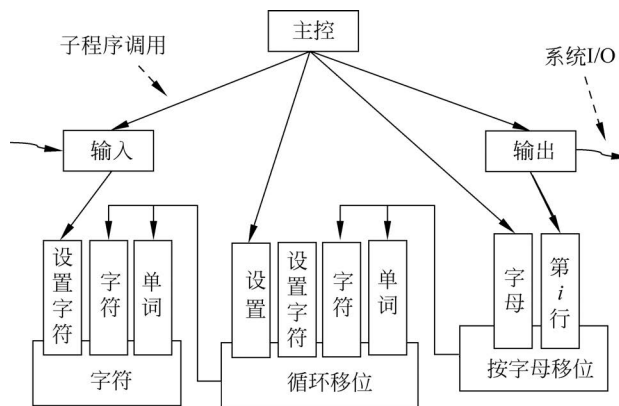 主控
子程序调用
系统I/O
输入
输出
设置字符
字符
单词
设置
设置字符
字符
单词
字母
第i行
字符
循环移位
按字母移位